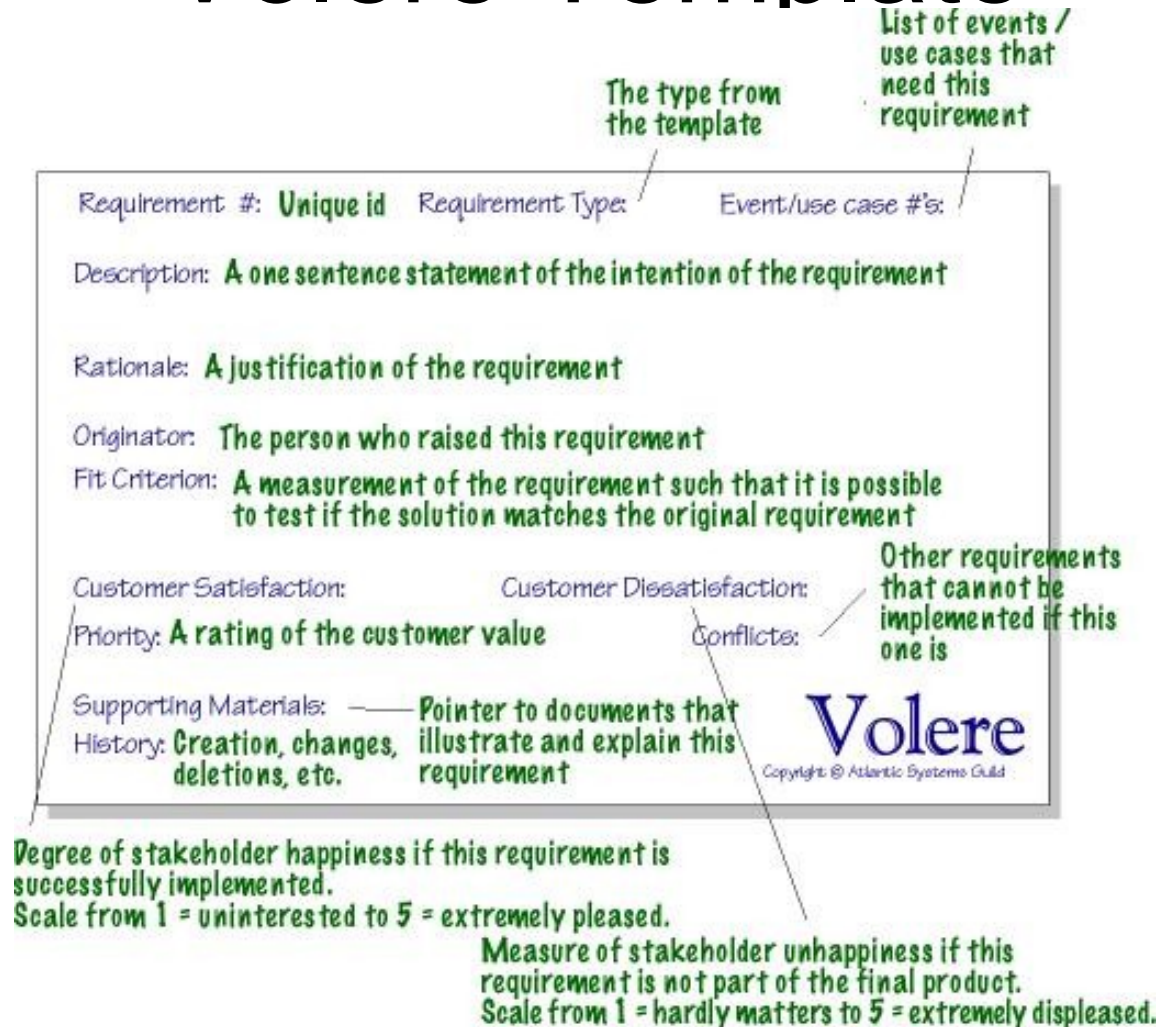 Volere Template
List of events /
use cases that
need this
requirement
The type from
the template
Requirement #: Unique id Requirement Type: Event/use case #'s:
Description: A one sentence statement of the intention of the requirement
Rationale: A justification of the requirement
Originator: The person who raised this requirement
Fit Criterion: A measurement of the requirement such that it is possible
to test if the solution matches the original requirement
Other requirements
that cannot be
implemented if this
one is
Customer Satisfaction: Customer Dissatisfaction:
Priority: A rating of the customer value Conflicts:
Supporting Materials: Pointer to documents that
illustrate and explain this
requirement
History: Creation, changes,
deletions, etc.
Volere
Copyright © Atlantic Systems Guild
Degree of stakeholder happiness if this requirement is
successfully implemented.
Scale from 1 = uninterested to 5 = extremely pleased.
Measure of stakeholder unhappiness if this
requirement is not part of the final product.
Scale from 1 = hardly matters to 5 = extremely displeased.